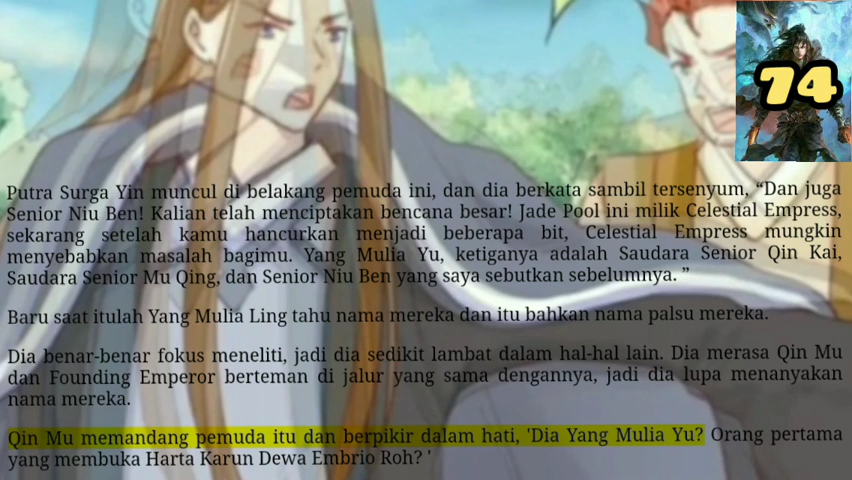 74
Putra Surga Yin muncul di belakang pemuda ini, dan dia berkata sambil tersenyum, “Dan juga
Senior Niu Ben! Kalian telah menciptakan bencana besar! Jade Pool ini milik Celestial Empress,
sekarang setelah kamu hancurkan menjadi beberapa bit, Celestial Empress mungkin
menyebabkan masalah bagimu. Yang Mulia Yu, ketiganya adalah Saudara Senior Qin Kai,
Saudara Senior Mu Qing, dan Senior Niu Ben yang saya sebutkan sebelumnya. ”
Baru saat itulah Yang Mulia Ling tahu nama mereka dan itu bahkan nama palsu mereka.
Dia benar-benar fokus meneliti, jadi dia sedikit lambat dalam hal-hal lain. Dia merasa Qin Mu
dan Founding Emperor berteman di jalur yang sama dengannya, jadi dia lupa menanyakan
nama mereka.
Qin Mu memandang pemuda itu dan berpikir dalam hati, 'Dia Yang Mulia Yu? Orang pertama
yang membuka Harta Karun Dewa Embrio Roh? '